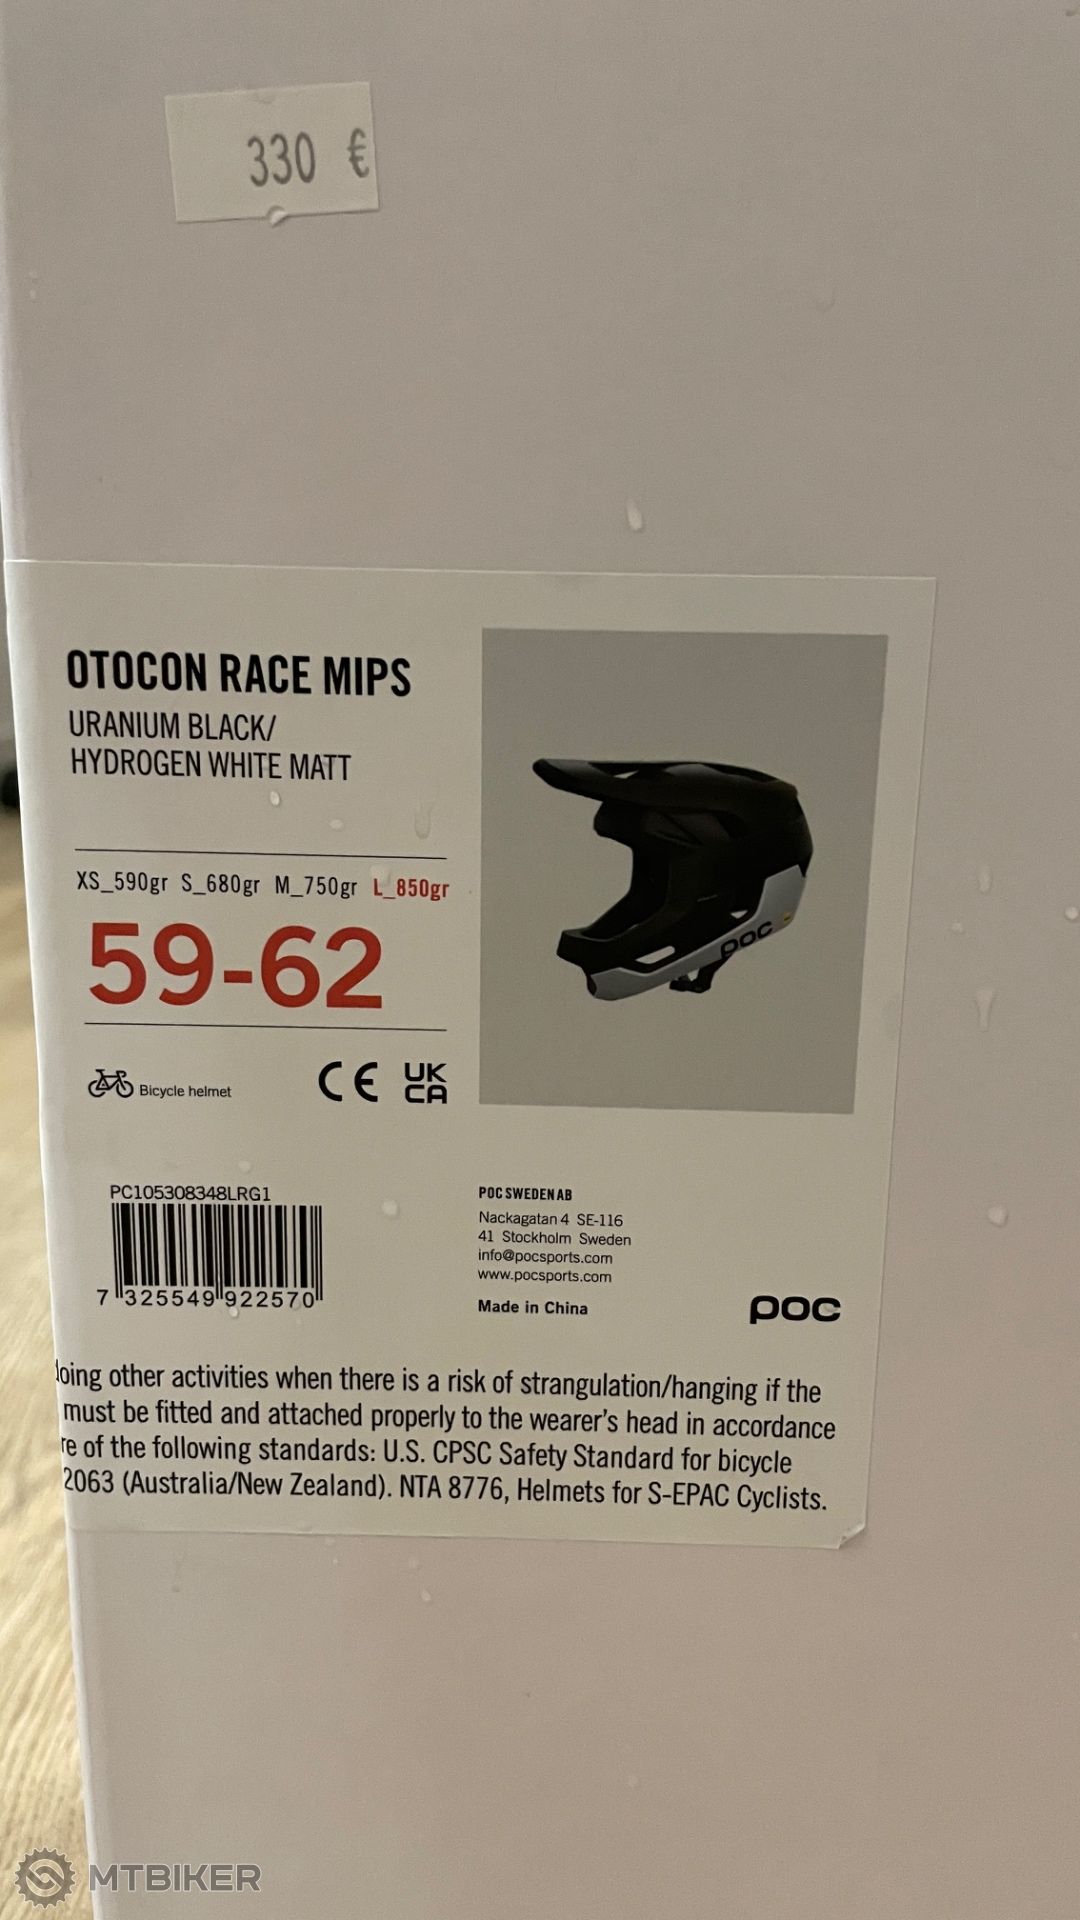 330 €
OTOCON RACE MIPS
URANIUM BLACK/
HYDROGEN WHITE MATT
XS_590gr S_680gr M_750gr L_850gr
59-62
Bicycle helmet
CE UK
CA
poc
PC105308348LRG1
7 325549 922570
POC SWEDEN AB
Nackagatan 4 SE-116
41 Stockholm Sweden
info@pocsports.com
www.pocsports.com
Made in China
poc
doing other activities when there is a risk of strangulation/hanging if the
must be fitted and attached properly to the wearer's head in accordance
re of the following standards: U.S. CPSC Safety Standard for bicycle
2063 (Australia/New Zealand). NTA 8776, Helmets for S-EPAC Cyclists.
MTBIKER